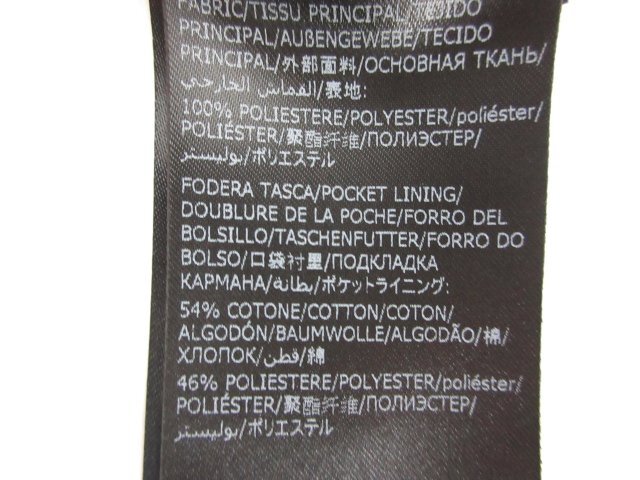 FABRIC/TISSU PRINCIPAL/TEJIDO
PRINCIPAL/AUßENGEWEBE/TECIDO
PRINCIPAL/外部面料/ОСНОВНАЯ ТКАНЬ/
القماس الخارجي/表地:
100% POLIESTERE/POLYESTER/poliéster/
POLIÉSTER/聚酯纤维/ПОЛИЭСТЕР/
بوليستر/ポリエステル
FODERA TASCA/POCKET LINING/
DOUBLURE DE LA POCHE/FORRO DEL
BOLSILLO/TASCHENFUTTER/FORRO DO
BOLSO/口袋衬里/ПОДКЛАДКА
КАРМАНА/بطانة/ポケットライニング:
54% COTONE/COTTON/COTON/
ALGODÓN/BAUMWOLLE/ALGODÃO/棉/
ХЛОПОК/قطن/綿
46% POLIESTERE/POLYESTER/poliéster/
POLIÉSTER/聚酯纤维/ПОЛИЭСТЕР/
بوليستر/ポリエステル